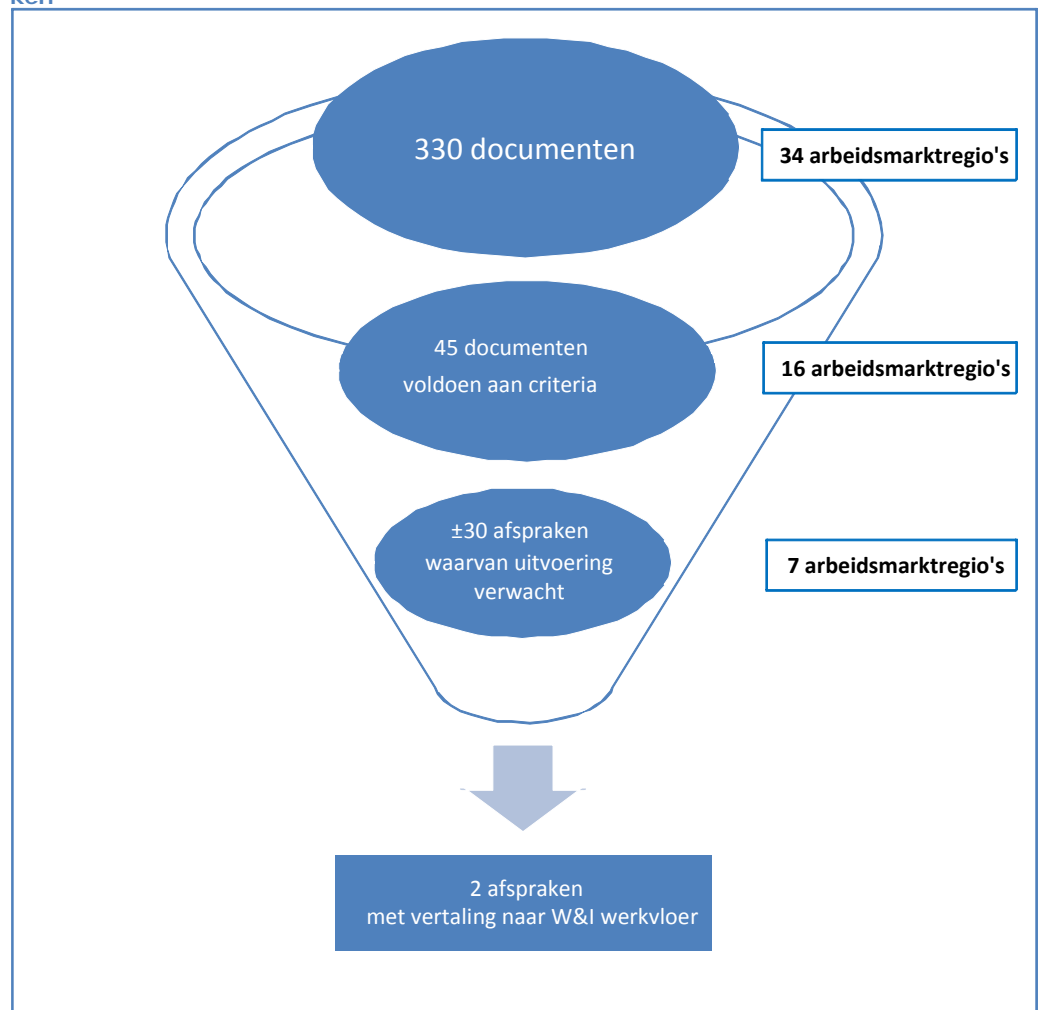 330 documenten
34 arbeidsmarktregio's
45 documenten
voldoen aan criteria
16 arbeidsmarktregio's
±30 afspraken
waarvan uitvoering
verwacht
7 arbeidsmarktregio's
2 afspraken
met vertaling naar W&I werkvloer